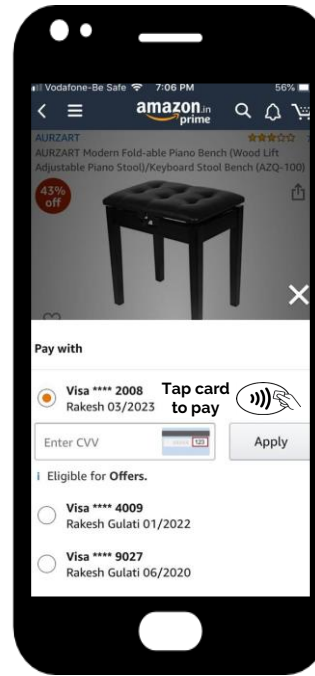 Vodafone-Be Safe 7:06 PM 56%
amazon.in
prime
AURZART
AURZART Modern Fold-able Piano Bench (Wood Lift
Adjustable Piano Stool)/Keyboard Stool Bench (AZQ-100)
43%
off
Pay with
Visa **** 2008
Rakesh 03/2023
Tap card
to pay
Enter CVV
123
Apply
i Eligible for Offers.
Visa **** 4009
Rakesh Gulati 01/2022
Visa **** 9027
Rakesh Gulati 06/2020